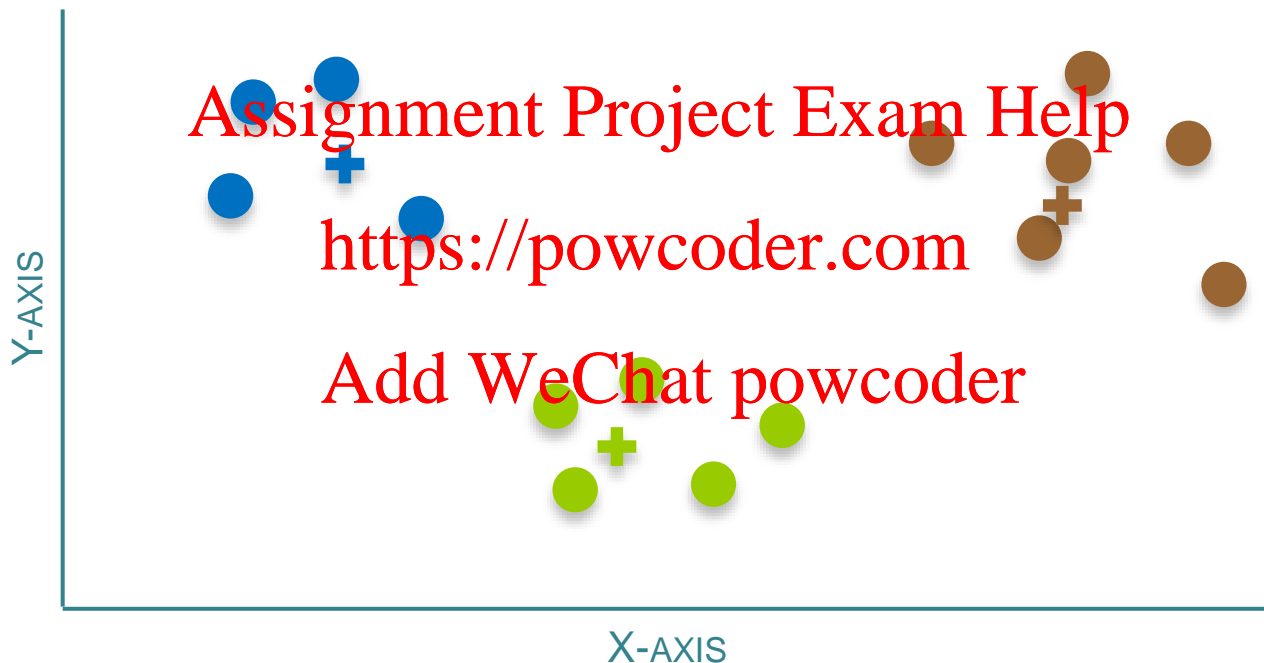 Assignment Project Exam Help
https://powcoder.com
Add WeChat powcoder
Y-AXIS
X-AXIS